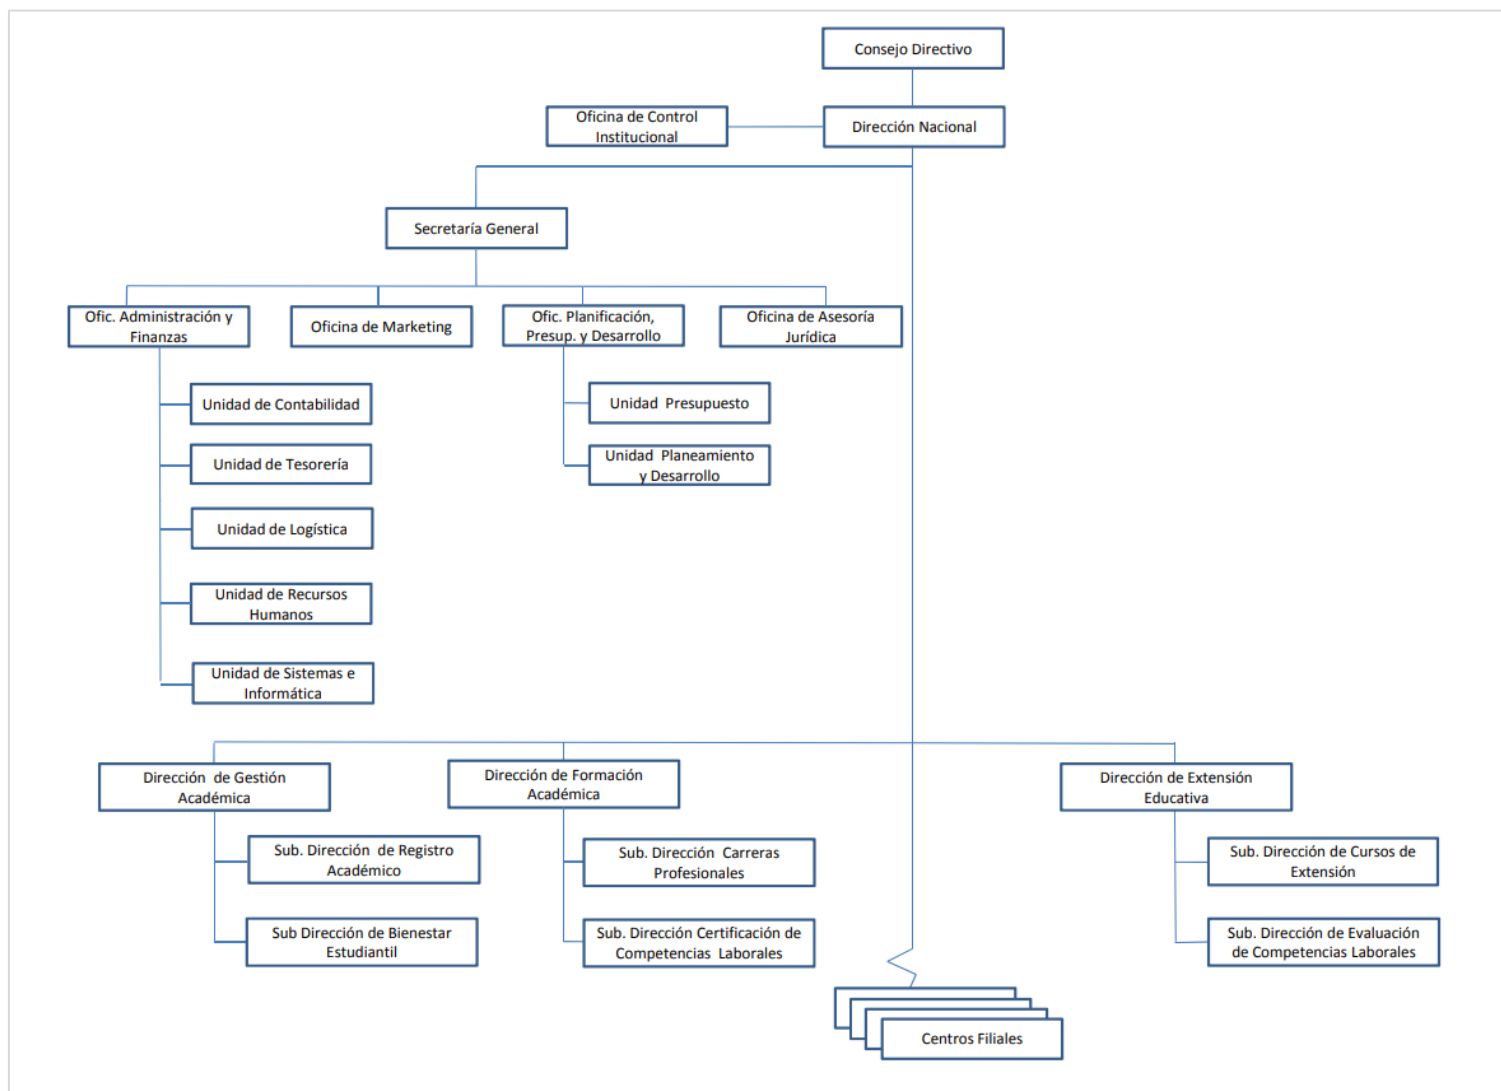 Consejo Directivo
Oficina de Control
Institucional
Dirección Nacional
Secretaría General
Ofic. Administración y
Finanzas
Oficina de Marketing
Ofic. Planificación,
Presup. y Desarrollo
Oficina de Asesoría
Jurídica
Unidad de Contabilidad
Unidad de Tesorería
Unidad de Logística
Unidad de Recursos
Humanos
Unidad de Sistemas e
Informática
Unidad Presupuesto
Unidad Planeamiento
y Desarrollo
Dirección de Gestión
Académica
Sub. Dirección de Registro
Académico
Sub Dirección de Bienestar
Estudiantil
Dirección de Formación
Académica
Sub. Dirección Carreras
Profesionales
Sub. Dirección Certificación de
Competencias Laborales
Dirección de Extensión
Educativa
Sub. Dirección de Cursos de
Extensión
Sub. Dirección de Evaluación
de Competencias Laborales
Centros Filiales